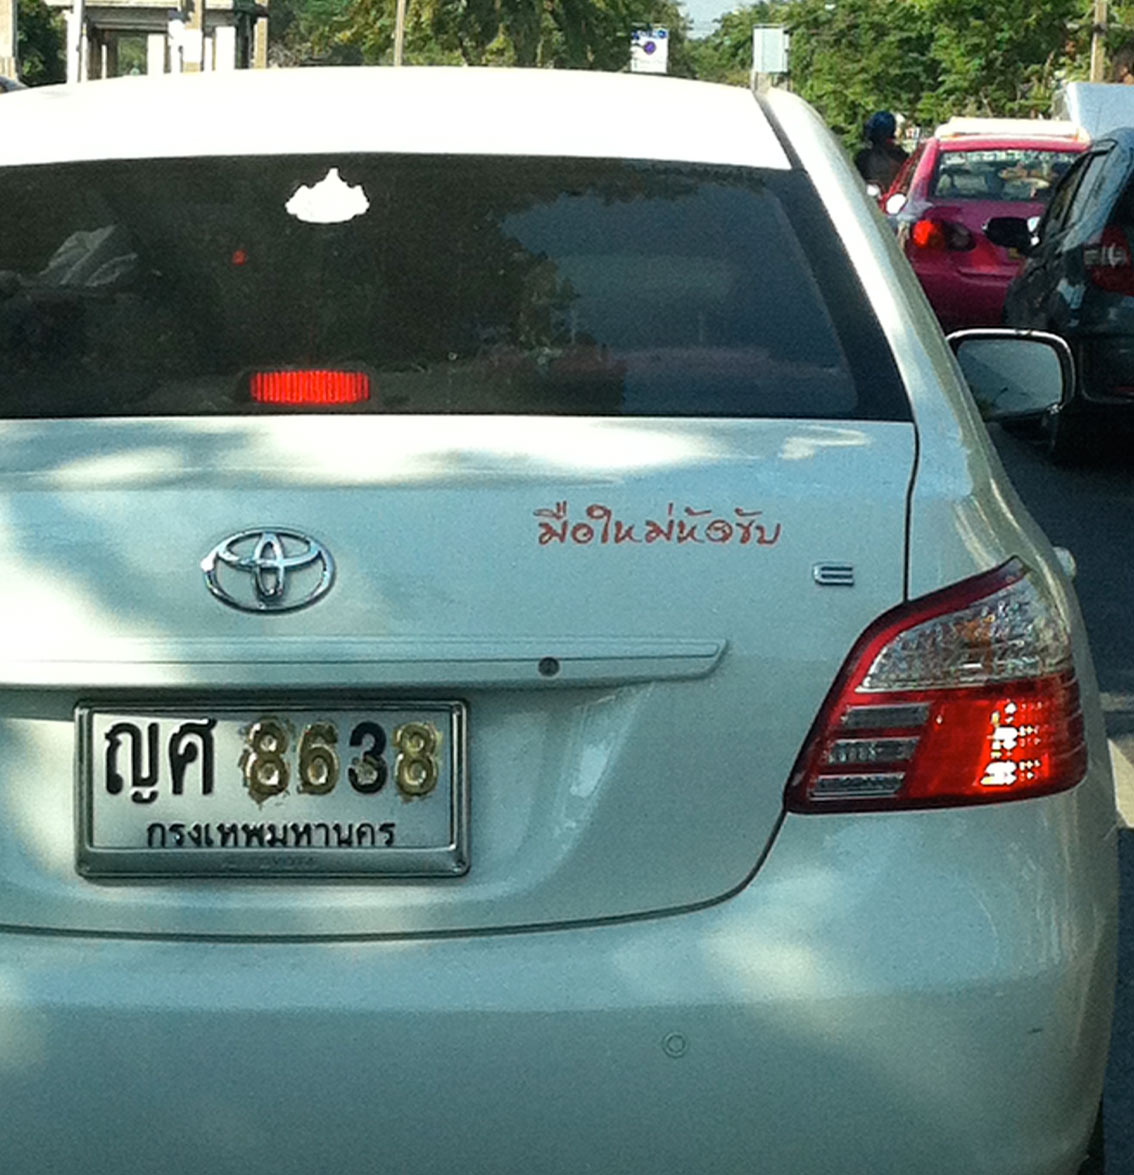 มือใหม่หัดขับ
E
ญศ 8638
กรุงเทพมหานคร